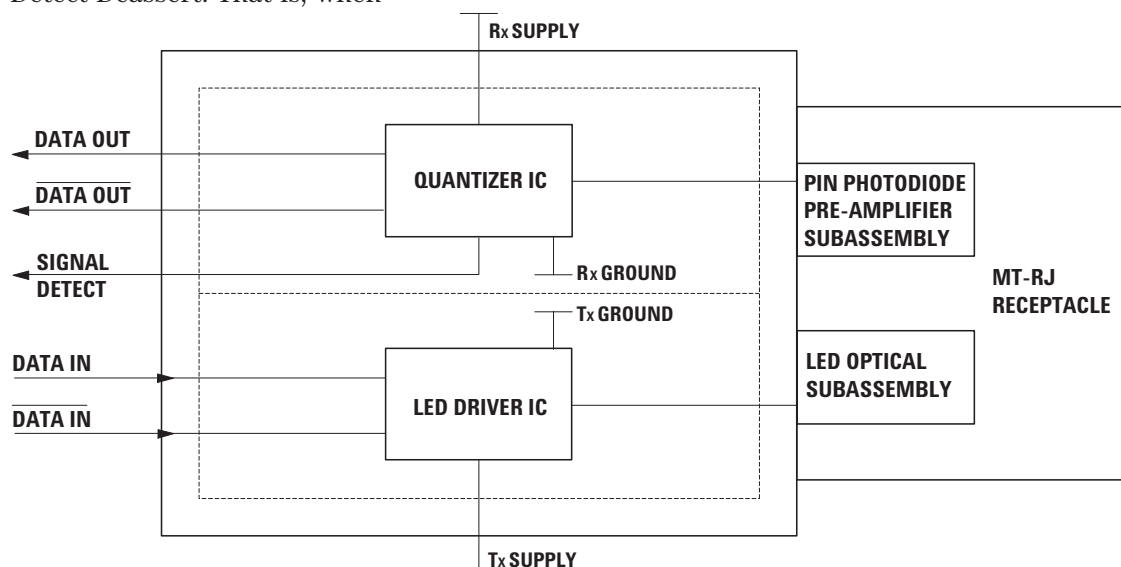 Detect Deassert. That is, when
Rx SUPPLY
DATA OUT
DATA OUT
SIGNAL
DETECT
QUANTIZER IC
Rx GROUND
PIN PHOTODIODE
PRE-AMPLIFIER
SUBASSEMBLY
MT-RJ
RECEPTACLE
Tx GROUND
DATA IN
DATA IN
LED DRIVER IC
LED OPTICAL
SUBASSEMBLY
Tx SUPPLY